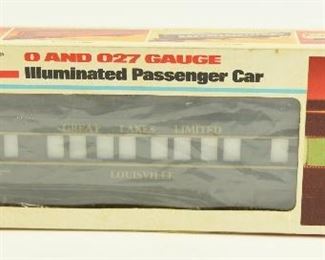 O AND O27 GAUGE
Illuminated Passenger Car
GREAT LAKES LIMITED
LOUISVILLE